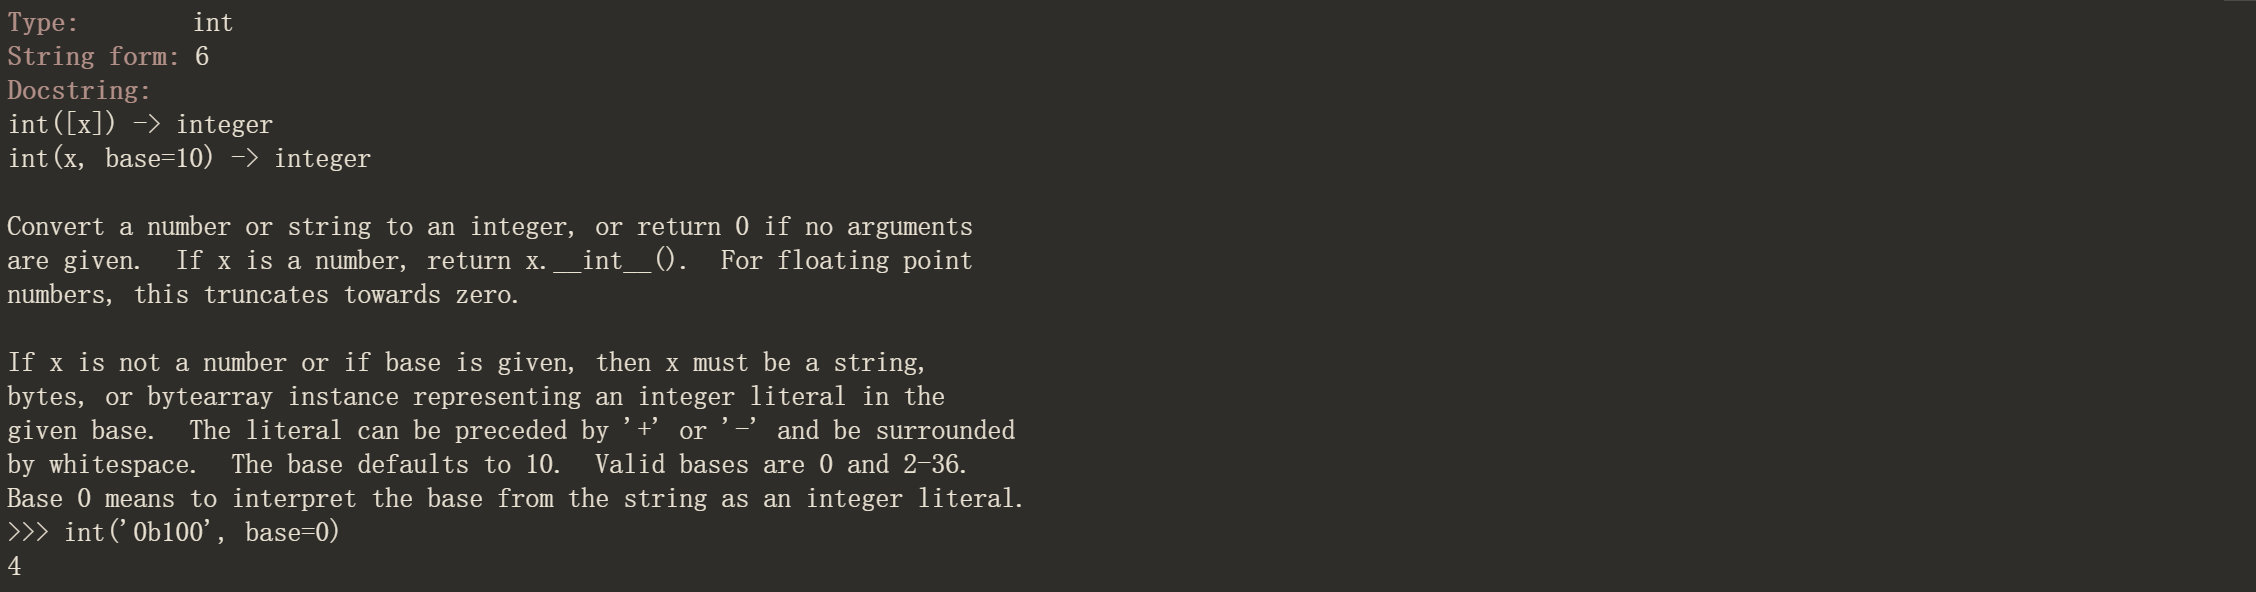 Type:        int
String form: 6
Docstring:
int([x]) -> integer
int(x, base=10) -> integer

Convert a number or string to an integer, or return 0 if no arguments
are given.  If x is a number, return x.__int__().  For floating point
numbers, this truncates towards zero.

If x is not a number or if base is given, then x must be a string,
bytes, or bytearray instance representing an integer literal in the
given base.  The literal can be preceded by '+' or '-' and be surrounded
by whitespace.  The base defaults to 10.  Valid bases are 0 and 2-36.
Base 0 means to interpret the base from the string as an integer literal.
>>> int('0b100', base=0)
4